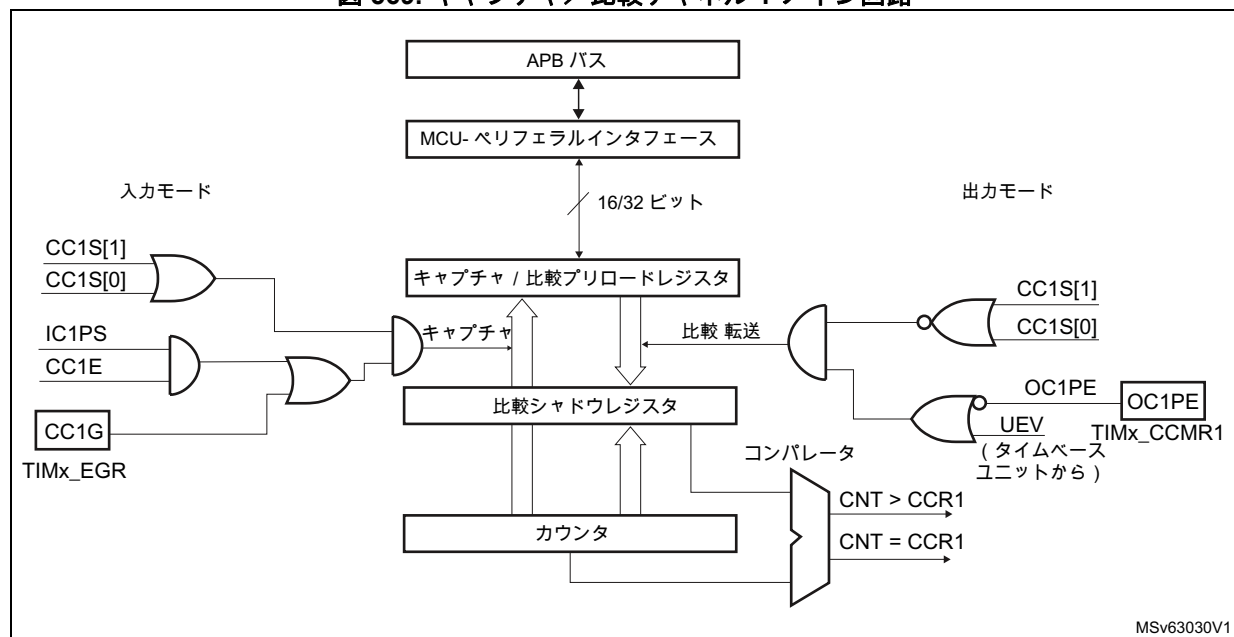 APB バス
MCU- ペリフェラルインタフェース
入力モード
16/32 ビット
出力モード
CC1S[1]
CC1S[0]
キャプチャ / 比較プリロードレジスタ
CC1S[1]
CC1S[0]
IC1PS
CC1E
キャプチャ
比較 転送
CC1G
TIMx_EGR
比較シャドウレジスタ
OC1PE
OC1PE
UEV
TIMx_CCMR1
( タイムベース
ユニットから )
コンパレータ
カウンタ
CNT > CCR1
CNT = CCR1
MSv63030V1